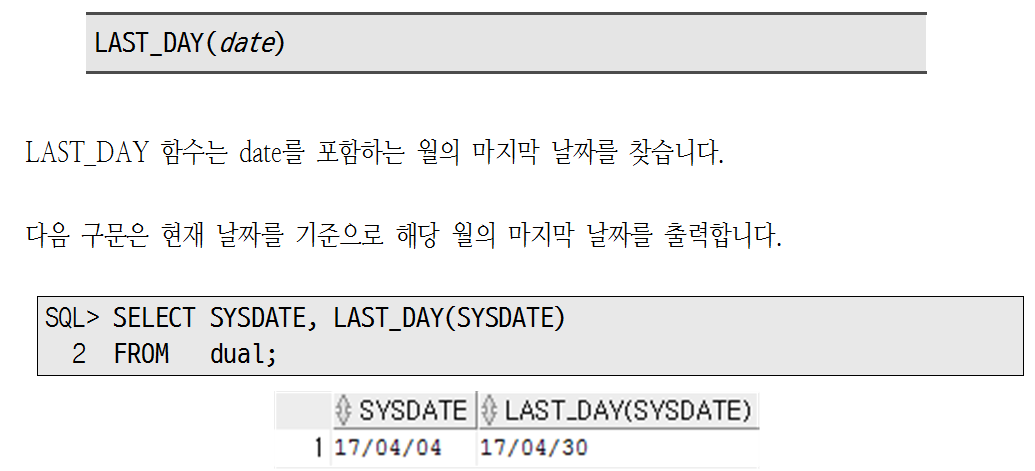 LAST_DAY(date)
LAST_DAY 함수는 date를 포함하는 월의 마지막 날짜를 찾습니다.
다음 구문은 현재 날짜를 기준으로 해당 월의 마지막 날짜를 출력합니다.
SQL> SELECT SYSDATE, LAST_DAY(SYSDATE)
2 FROM dual;
SYSDATE LAST_DAY(SYSDATE)
1 17/04/04 17/04/30